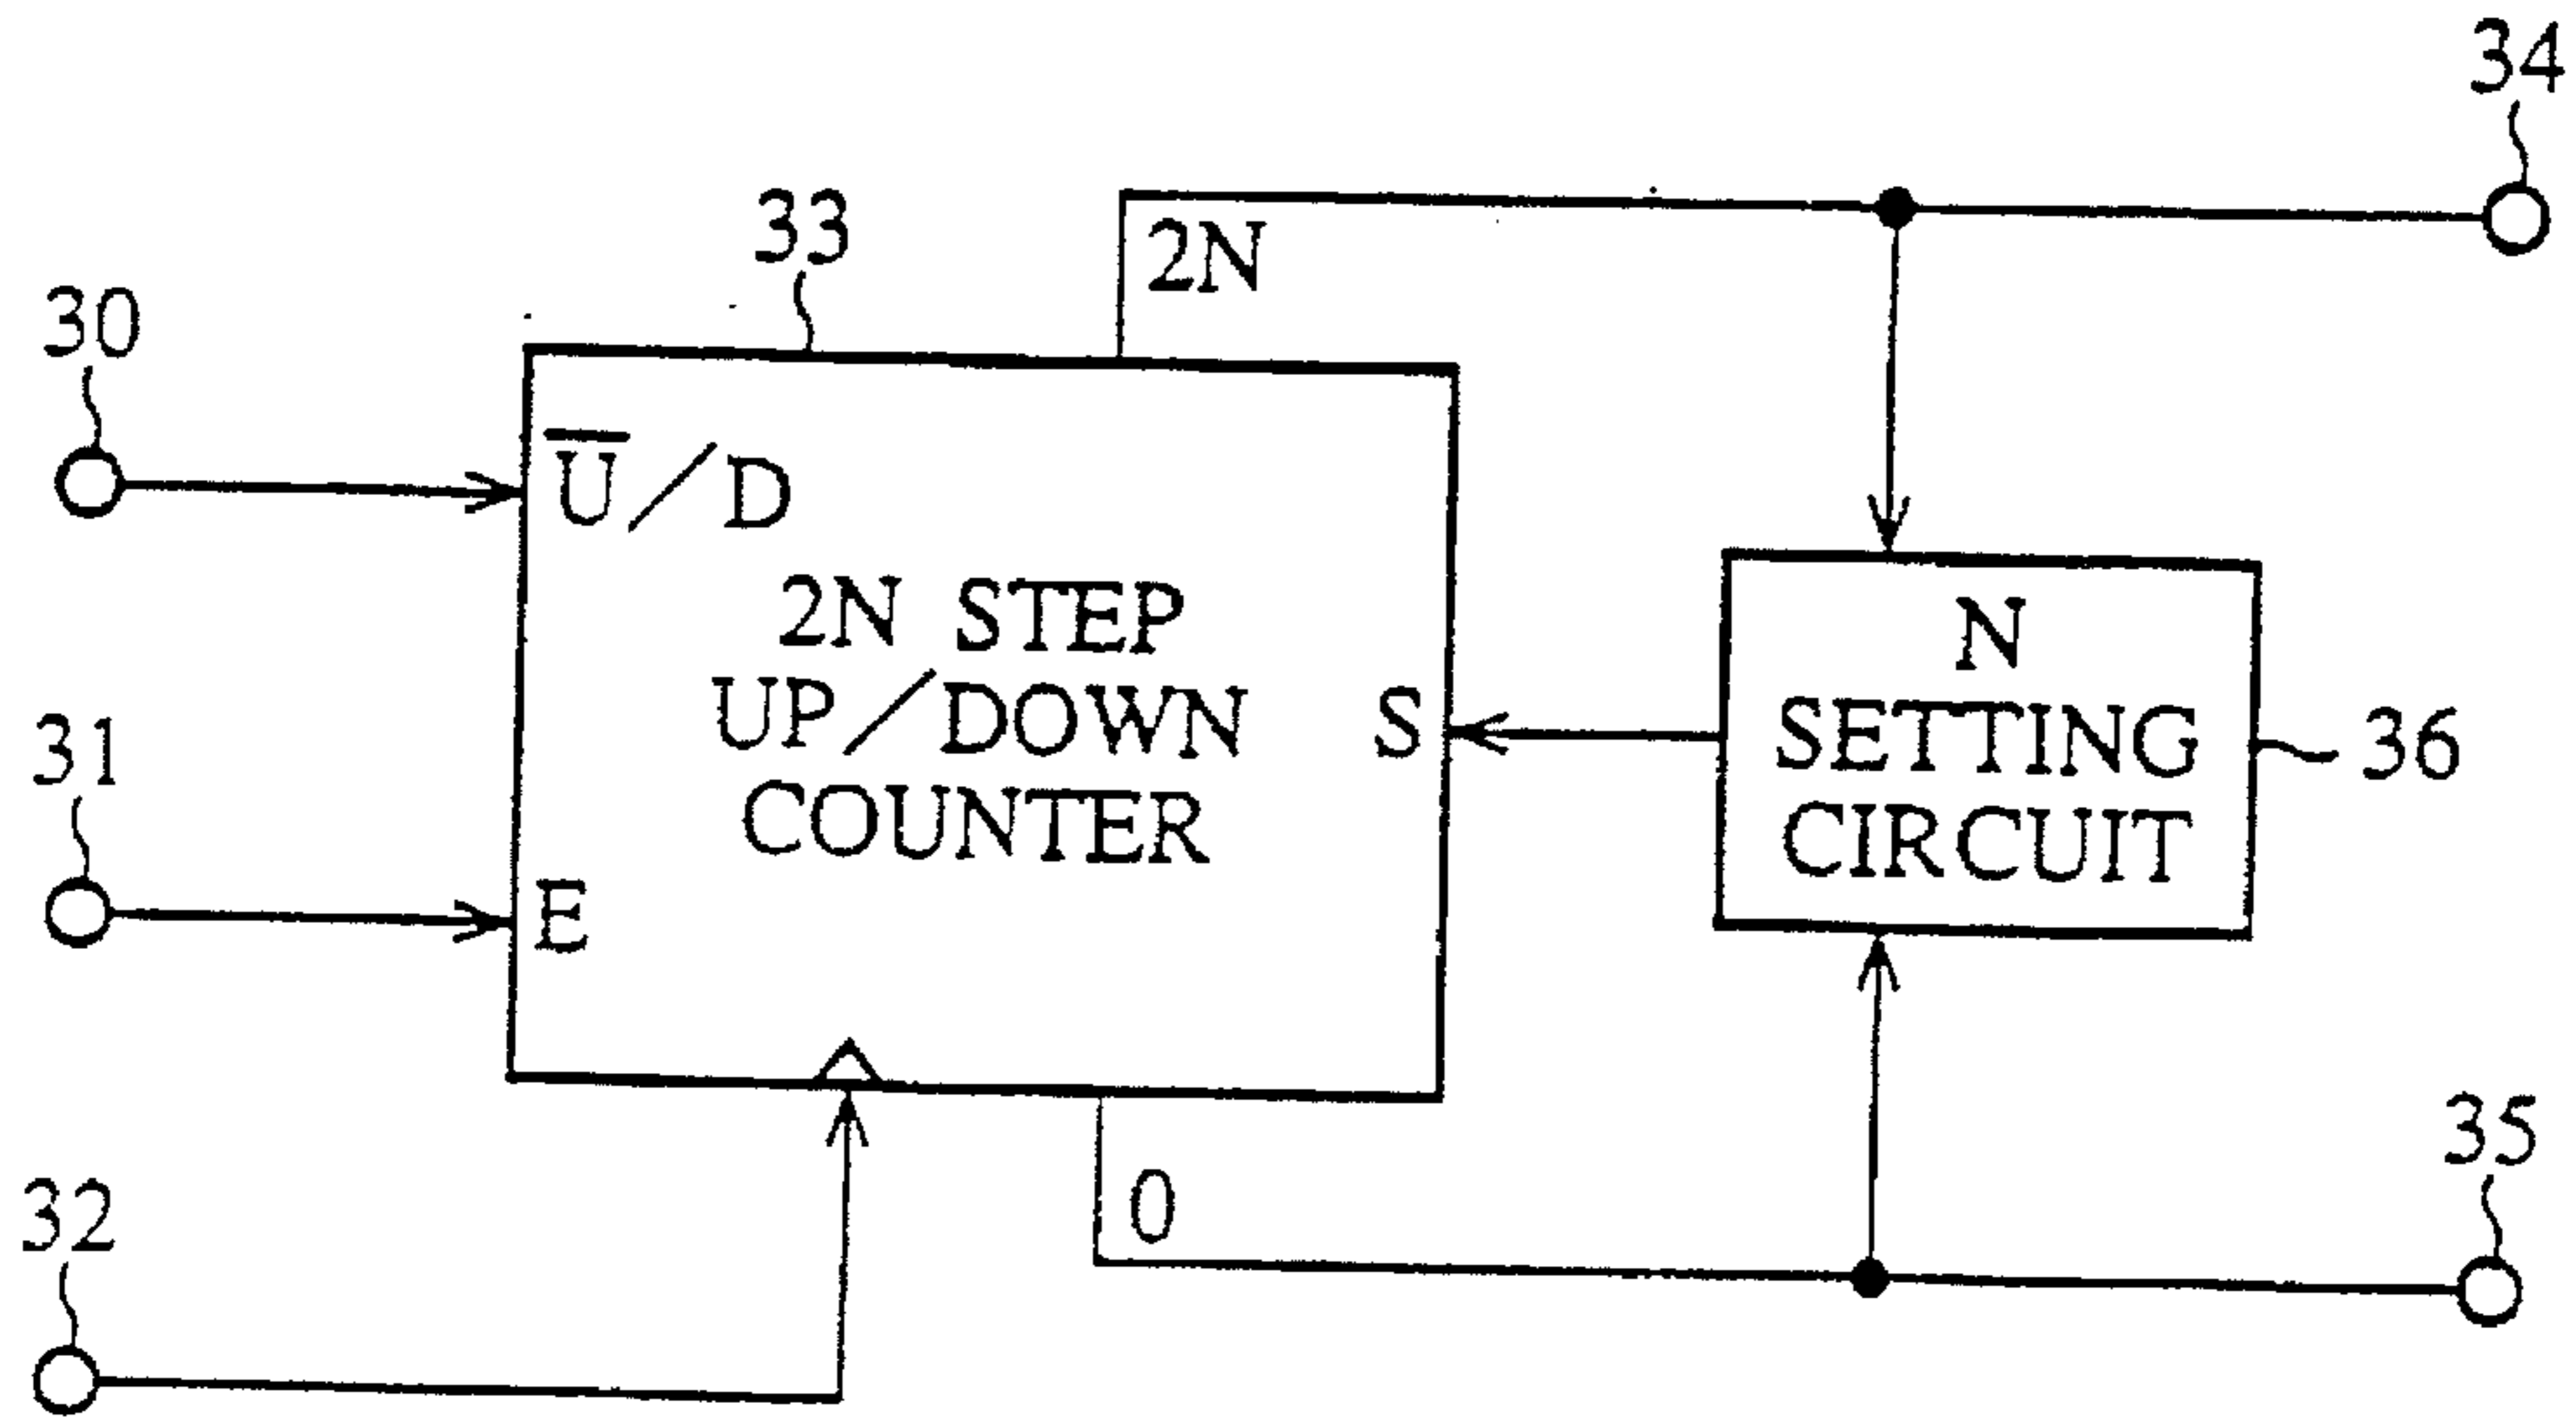 34
33
2N
30
U̅/D
2N STEP
UP/DOWN
COUNTER
N
SETTING
CIRCUIT
S
36
31
E
35
32
0